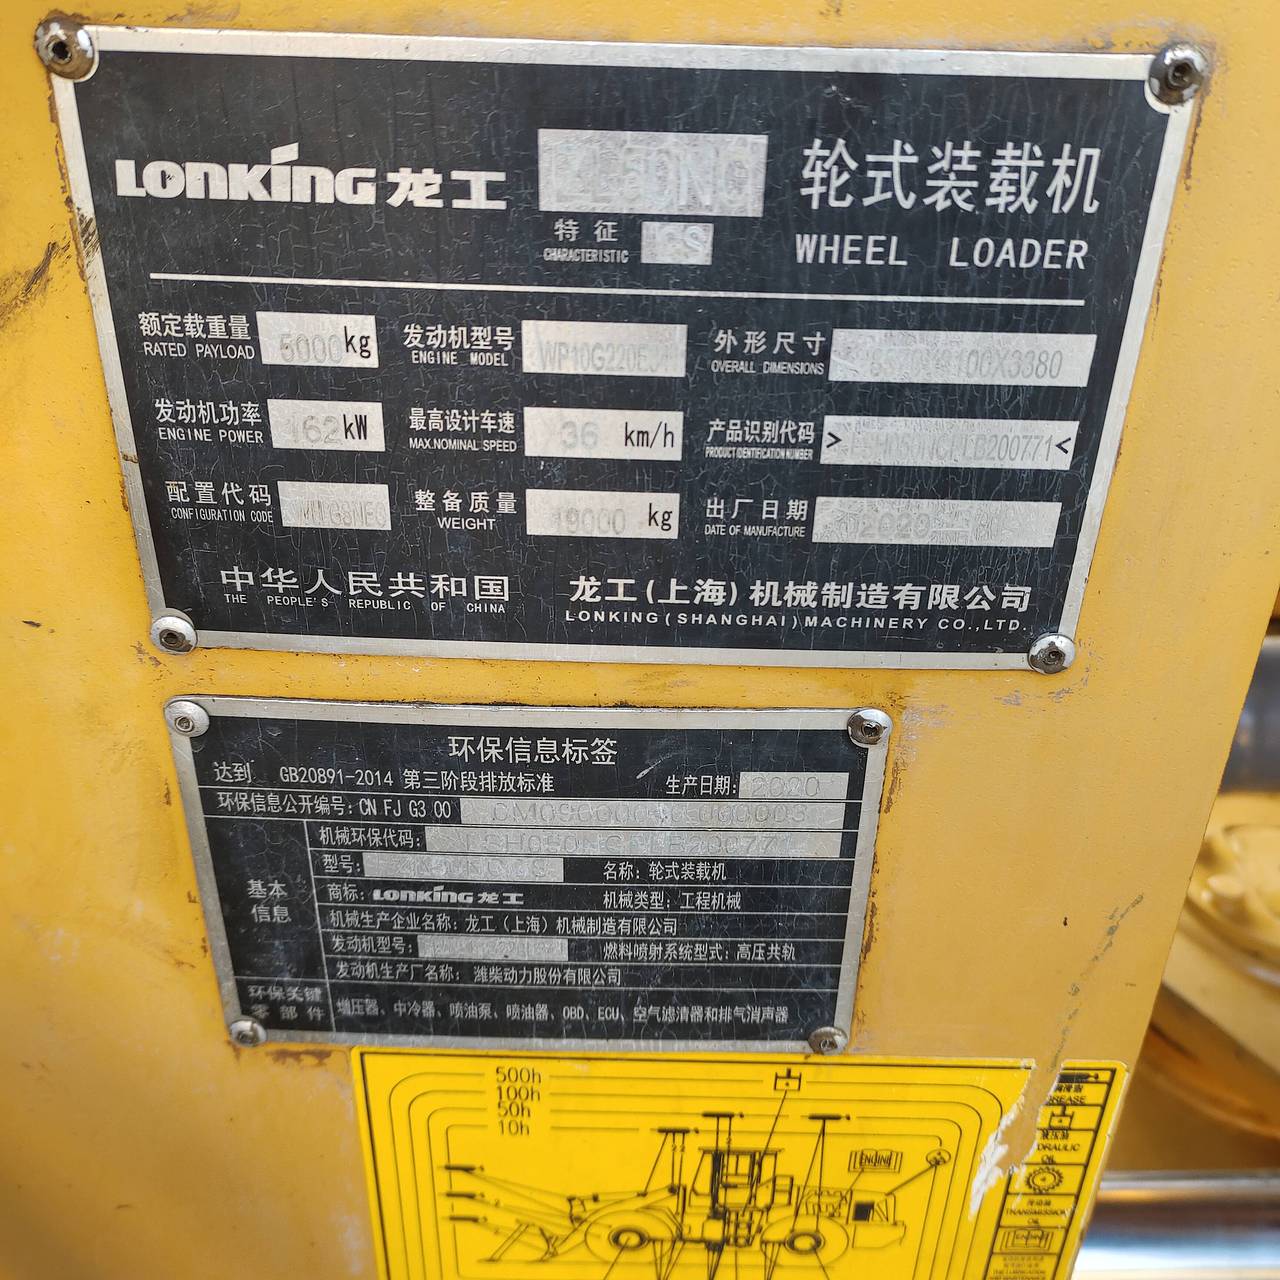 LONKING 龙工 ZL50NC 轮式装载机
特征
CHARACTERISTIC
WHEEL LOADER
额定载重量 5000 kg 发动机型号 外形尺寸
RATED PAYLOAD ENGINE MODEL OVERALL DIMENSIONS
发动机功率 162 kW 最高设计车速 36 km/h 产品识别代码 > <
ENGINE POWER MAX.NOMINAL SPEED PRODUCT IDENTIFICATION NUMBER
配置代码 整备质量 19000 kg 出厂日期 2020
CONFIGURATION CODE WEIGHT DATE OF MANUFACTURE
中华人民共和国 龙工(上海)机械制造有限公司
THE PEOPLE'S REPUBLIC OF CHINA LONKING(SHANGHAI)MACHINERY CO.,LTD.
环保信息标签
达到 GB20891-2014 第三阶段排放标准 生产日期: 2020
环保信息公开编号: CN FJ G3 00
机械环保代码:
型号: 名称: 轮式装载机
基本信息
商标: LONKING 龙工 机械类型: 工程机械
机械生产企业名称: 龙工(上海)机械制造有限公司
发动机型号: 燃料喷射系统型式: 高压共轨
发动机生产厂名称: 潍柴动力股份有限公司
环保关键零部件 增压器、中冷器、喷油泵、喷油器、OBD、ECU、空气滤清器和排气消声器
500h
100h
50h
10h
ENGINE